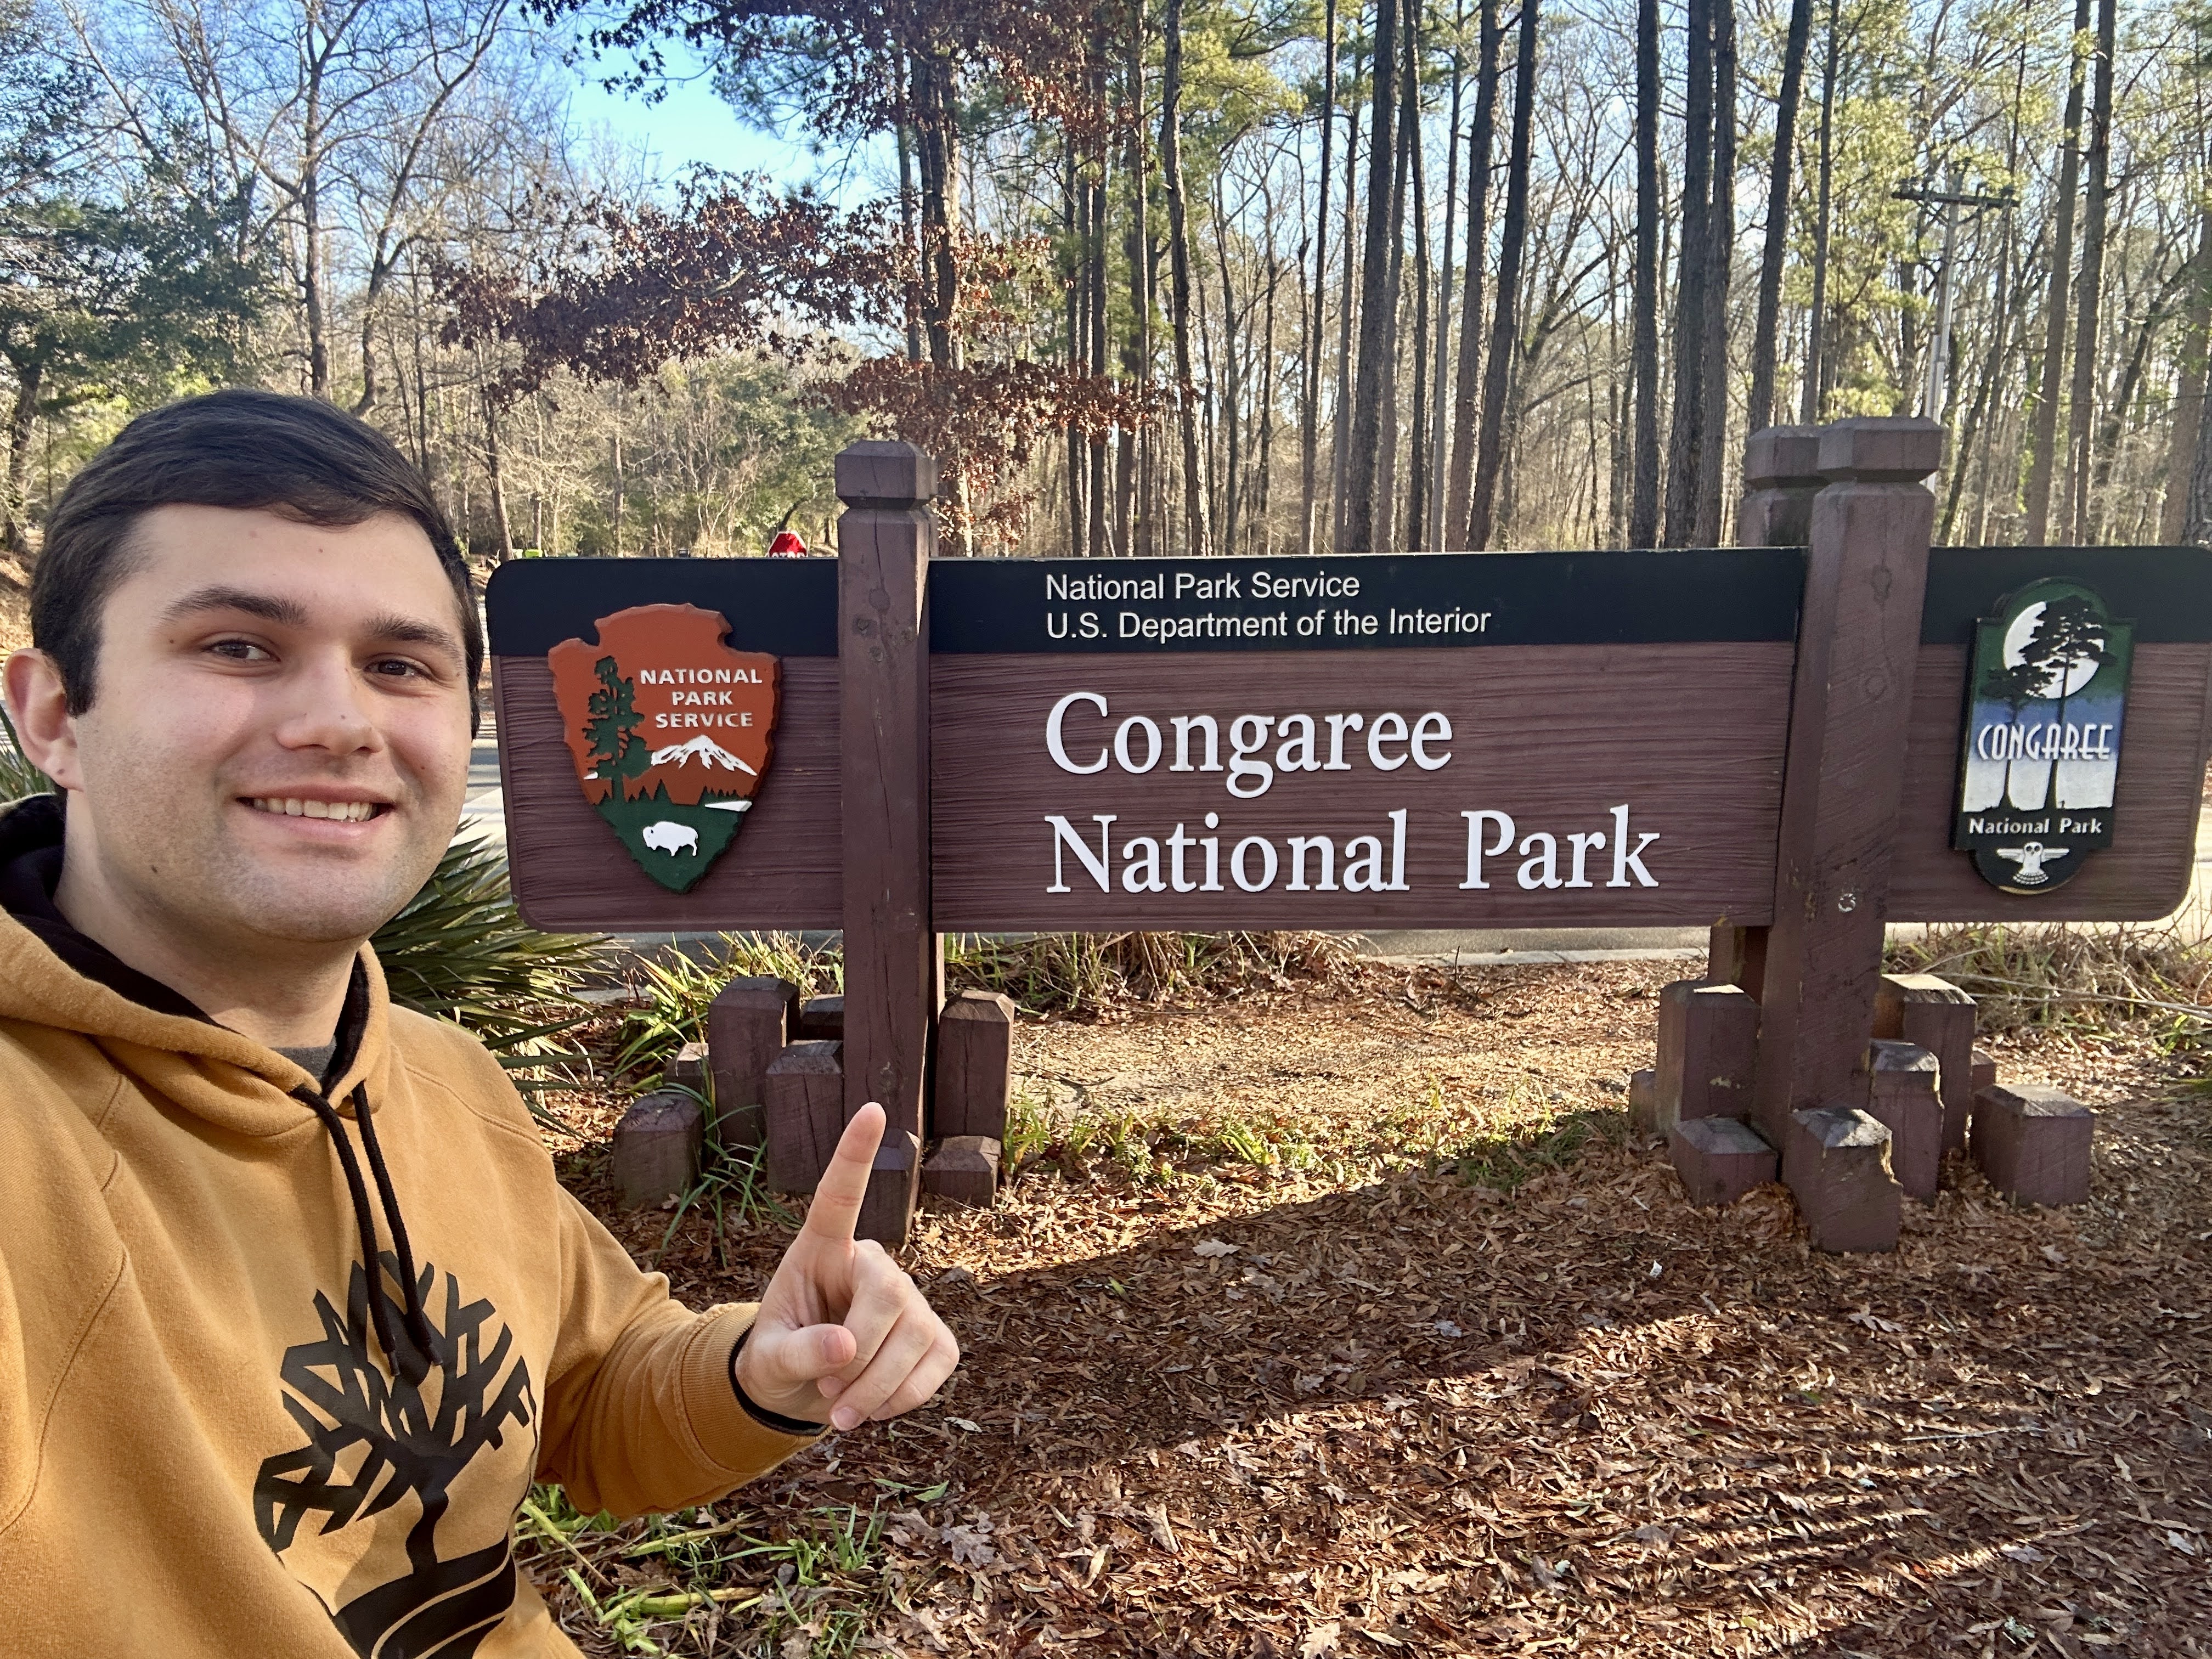 NATIONAL
PARK
SERVICE
National Park Service
U.S. Department of the Interior
Congaree
National Park
CONGAREE
National Park